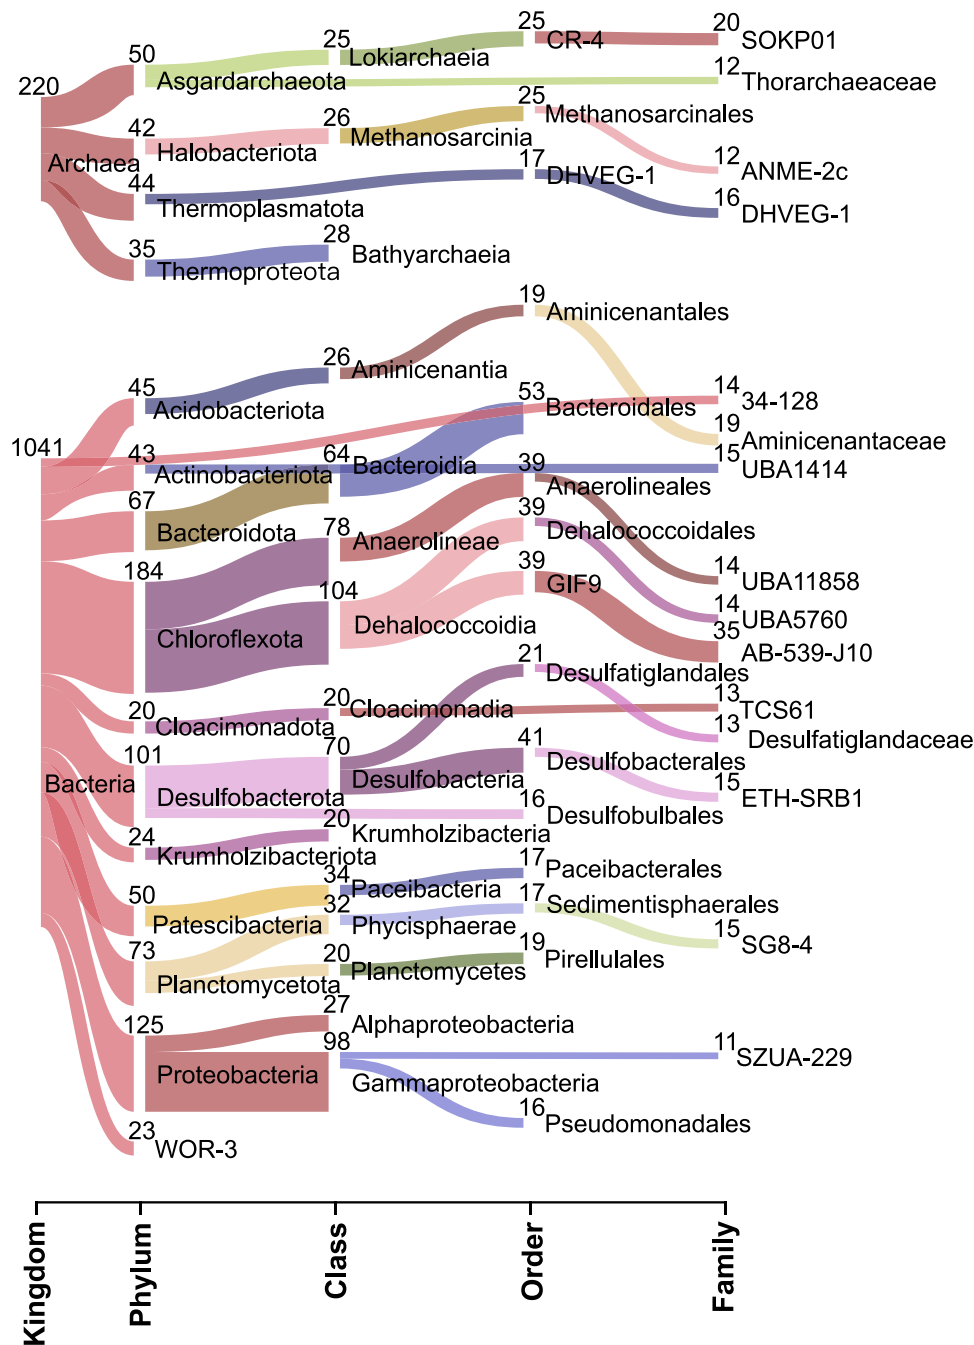 25 25 20
50 25 Lokiarchaeia CR-4 SOKP01
220 Asgardarchaeota 12 Thorarchaeaceae
42 26 25
Archaea Halobacteriota Methanosarcinia Methanosarcinales
44 17 12
DHVEG-1 ANME-2c
Thermoplasmatota 16 DHVEG-1
35 28
Thermoproteota Bathyarchaeia
19
Aminicenantales
26 Aminicenantia
45 53 14
Acidobacteriota Bacteroidales 34-128
19 Aminicenantaceae
1041 43 64 39 15
Actinobacteriota Bacteroidia UBA1414
67 Anaerolineales
Bacteroidota 78 39 Dehalococcoidales
Anaerolineae
184 104 39 14
GIF9 UBA11858
Chloroflexota Dehalococcoidia 14 UBA5760
35
21 AB-539-J10
Desulfatiglandales
20 20 13
Cloacimonadota Cloacimonadia TCS61
13 Desulfatiglandaceae
101 70 41
Bacteria Desulfobacterota Desulfobacteria Desulfobacterales
15 ETH-SRB1
24 20 16
Krumholzibacteriota Krumholzibacteria Desulfobulbales
34 17
50 Paceibacteria Paceibacterales
32 17
Patescibacteria Phycisphaerae Sedimentisphaerales
73 20 19 15
Planctomycetota Planctomycetes Pirellulales SG8-4
27
125 Alphaproteobacteria
98 11
Proteobacteria Gammaproteobacteria SZUA-229
16
23 Pseudomonadales
WOR-3
Kingdom Phylum Class Order Family